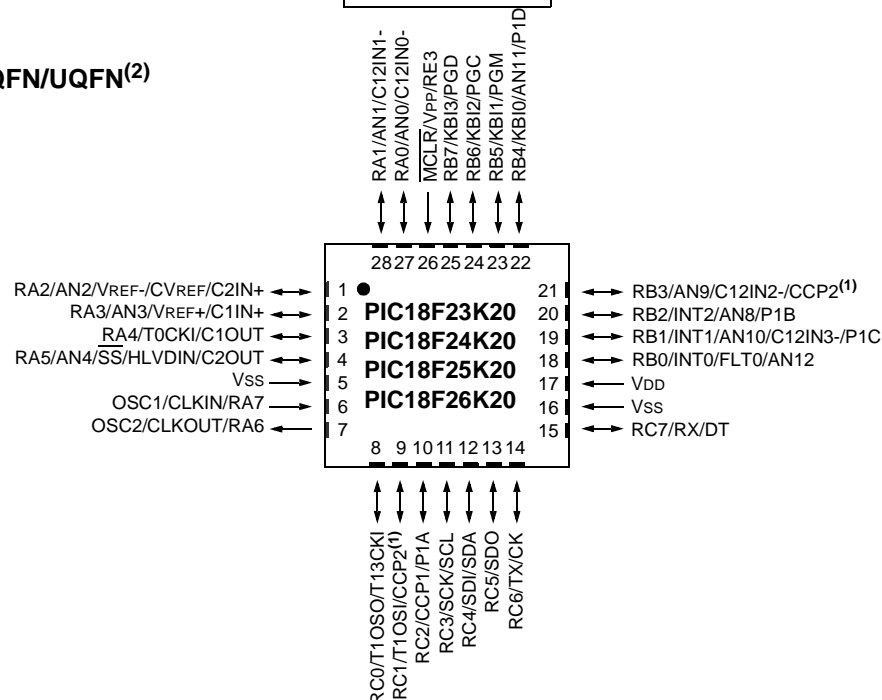 QFN/UQFN(2)
RA1/AN1/C12IN1-
RA0/AN0/C12IN0-
MCLR/VPP/RE3
RB7/KBI3/PGD
RB6/KBI2/PGC
RB5/KBI1/PGM
RB4/KBI0/AN11/P1D
28 27 26 25 24 23 22
RA2/AN2/VREF-/CVREF/C2IN+
RA3/AN3/VREF+/C1IN+
RA4/T0CKI/C1OUT
RA5/AN4/SS/HLVDIN/C2OUT
VSS
OSC1/CLKIN/RA7
OSC2/CLKOUT/RA6
1
2
3
4
5
6
7
PIC18F23K20
PIC18F24K20
PIC18F25K20
PIC18F26K20
21
20
19
18
17
16
15
RB3/AN9/C12IN2-/CCP2(1)
RB2/INT2/AN8/P1B
RB1/INT1/AN10/C12IN3-/P1C
RB0/INT0/FLT0/AN12
VDD
VSS
RC7/RX/DT
8 9 10 11 12 13 14
RC0/T1OSO/T13CKI
RC1/T1OSI/CCP2(1)
RC2/CCP1/P1A
RC3/SCK/SCL
RC4/SDI/SDA
RC5/SDO
RC6/TX/CK